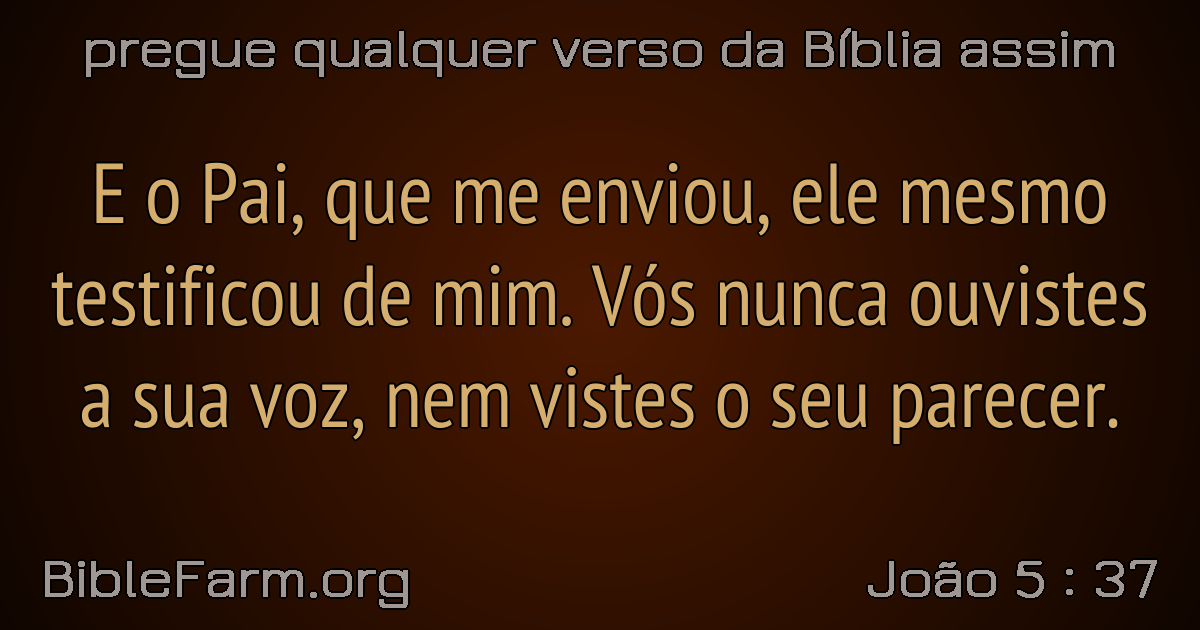 pregue qualquer verso da Bíblia assim
E o Pai, que me enviou, ele mesmo
testificou de mim. Vós nunca ouvistes
a sua voz, nem vistes o seu parecer.
BibleFarm.org
João 5 : 37